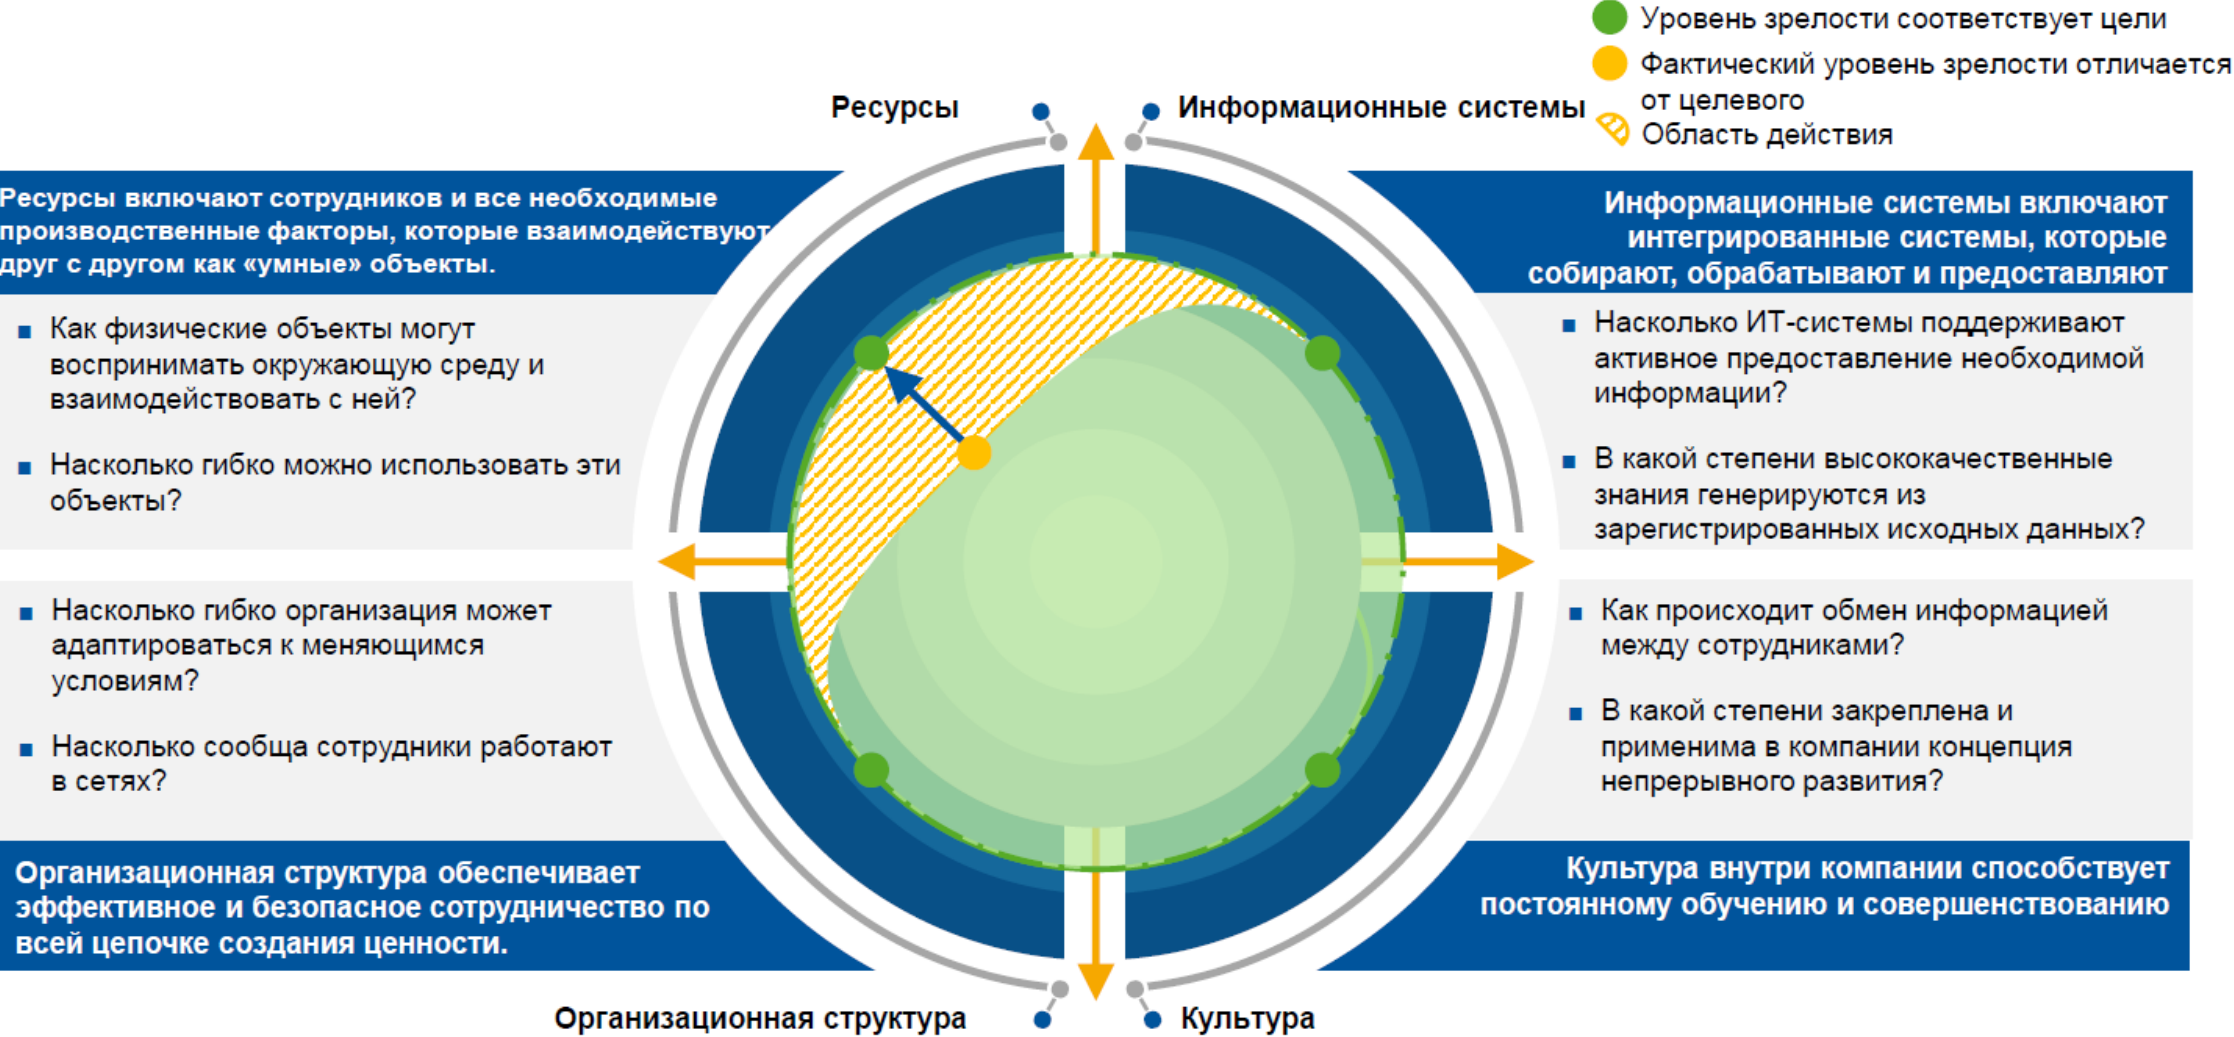 Уровень зрелости соответствует цели
Фактический уровень зрелости отличается
от целевого
Область действия
Ресурсы
Информационные системы
Ресурсы включают сотрудников и все необходимые
производственные факторы, которые взаимодействуют
друг с другом как «умные» объекты.
Как физические объекты могут
воспринимать окружающую среду и
взаимодействовать с ней?
Насколько гибко можно использовать эти
объекты?
Информационные системы включают
интегрированные системы, которые
собирают, обрабатывают и предоставляют
Насколько ИТ-системы поддерживают
активное предоставление необходимой
информации?
В какой степени высококачественные
знания генерируются из
зарегистрированных исходных данных?
Насколько гибко организация может
адаптироваться к меняющимся
условиям?
Насколько сообща сотрудники работают
в сетях?
Организационная структура обеспечивает
эффективное и безопасное сотрудничество по
всей цепочке создания ценности.
Как происходит обмен информацией
между сотрудниками?
В какой степени закреплена и
применима в компании концепция
непрерывного развития?
Культура внутри компании способствует
постоянному обучению и совершенствованию
Организационная структура
Культура